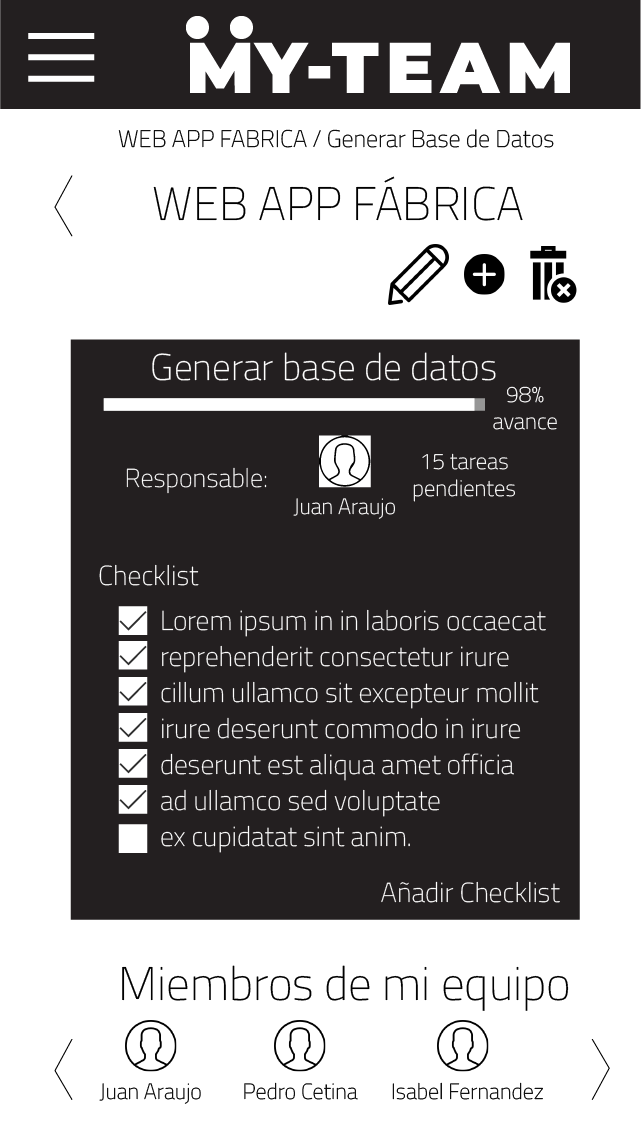 MY-TEAM
WEB APP FABRICA / Generar Base de Datos
WEB APP FÁBRICA
Generar base de datos
98%
avance
Responsable:
Juan Araujo
15 tareas
pendientes
Checklist
Lorem ipsum in in laboris occaecat
reprehenderit consectetur irure
cillum ullamco sit excepteur mollit
irure deserunt commodo in irure
deserunt est aliqua amet officia
ad ullamco sed voluptate
ex cupidatat sint anim.
Añadir Checklist
Miembros de mi equipo
Juan Araujo
Pedro Cetina
Isabel Fernandez